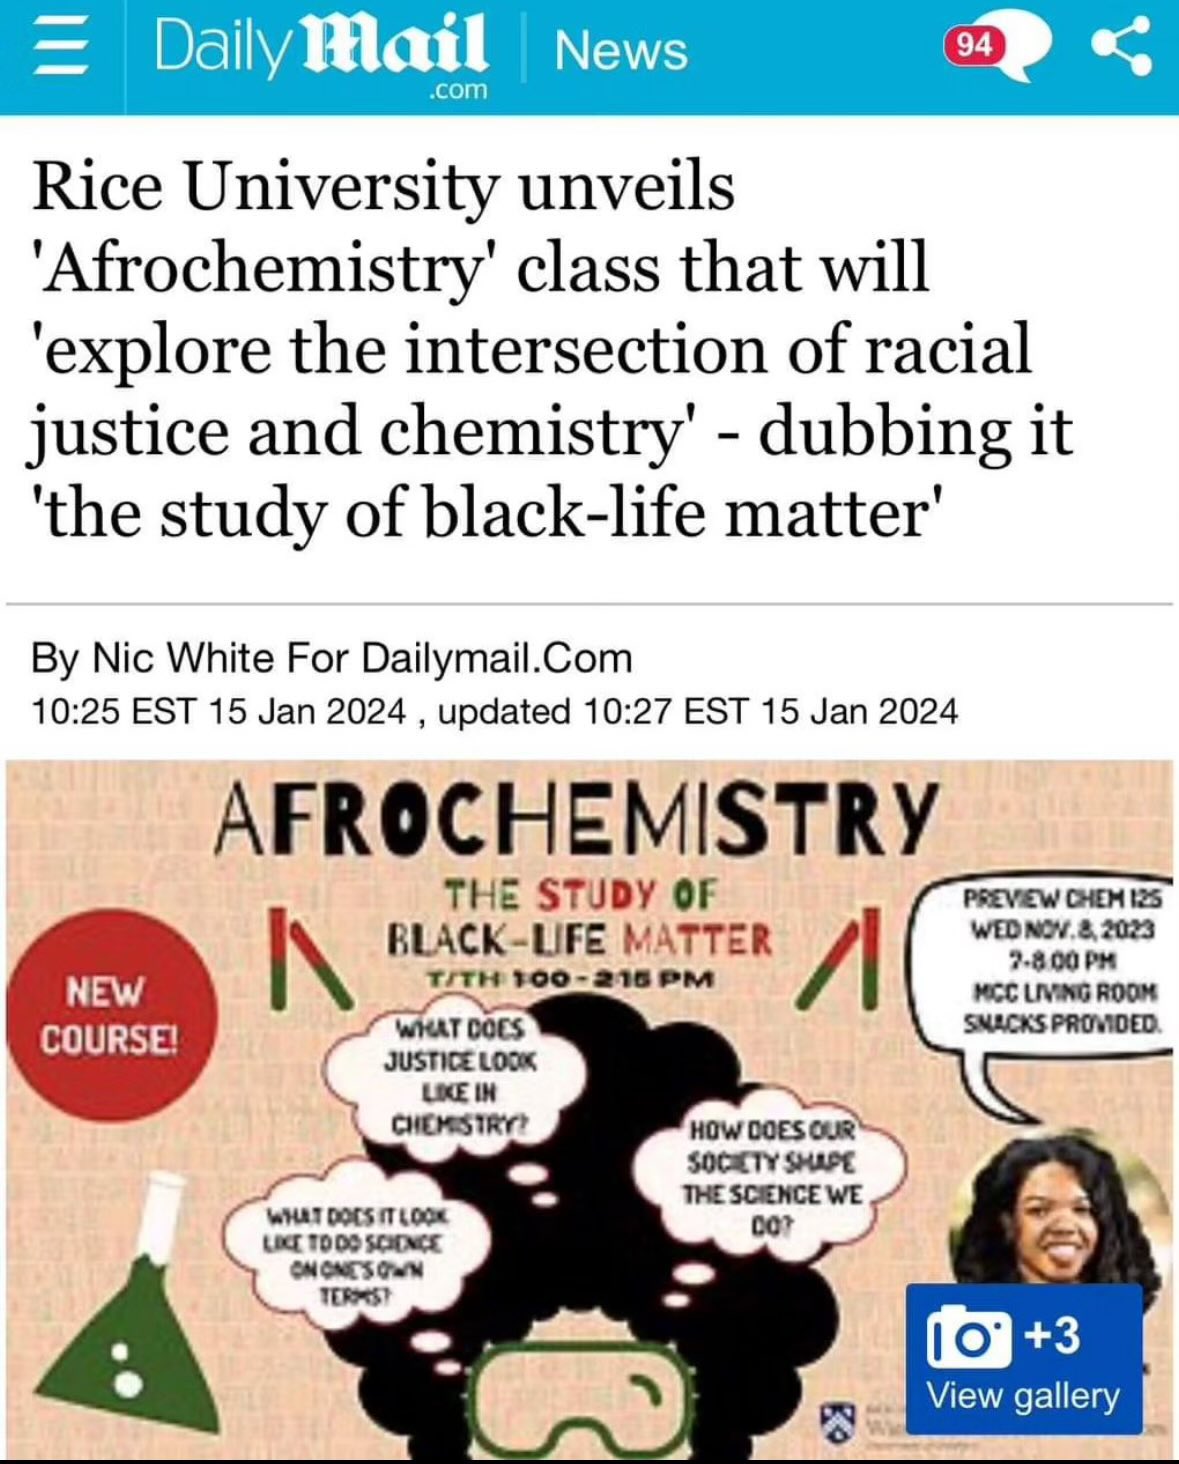 Daily Mail
.com
News
94
Rice University unveils
'Afrochemistry' class that will
'explore the intersection of racial
justice and chemistry' - dubbing it
'the study of black-life matter'
By Nic White For Dailymail.Com
10:25 EST 15 Jan 2024 , updated 10:27 EST 15 Jan 2024
AFROCHEMISTRY
THE STUDY OF
BLACK-LIFE MATTER
T/TH 1:00-2:15 PM
NEW
COURSE!
PREVIEW CHEM 125
WED NOV. 8, 2023
7-8:00 PM
MCC LIVING ROOM
SNACKS PROVIDED.
WHAT DOES
JUSTICE LOOK
LIKE IN
CHEMISTRY?
HOW DOES OUR
SOCIETY SHAPE
THE SCIENCE WE
DO?
WHAT DOES IT LOOK
LIKE TO DO SCIENCE
ON ONE'S OWN
TERMS?
+3
View gallery